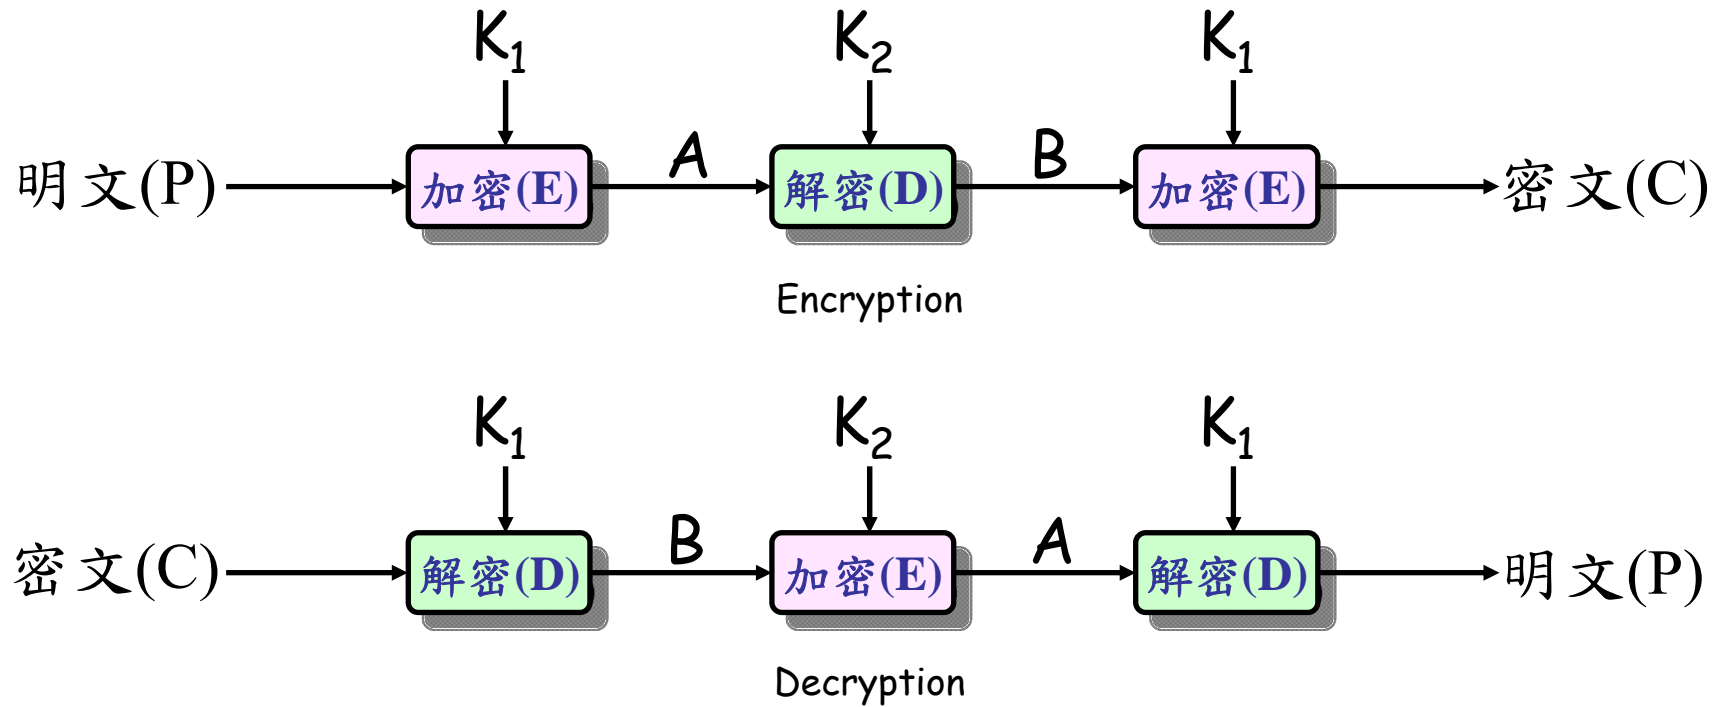 K1 K2 K1
明文(P) 加密(E) A 解密(D) B 加密(E) 密文(C)
Encryption
K1 K2 K1
密文(C) 解密(D) B 加密(E) A 解密(D) 明文(P)
Decryption